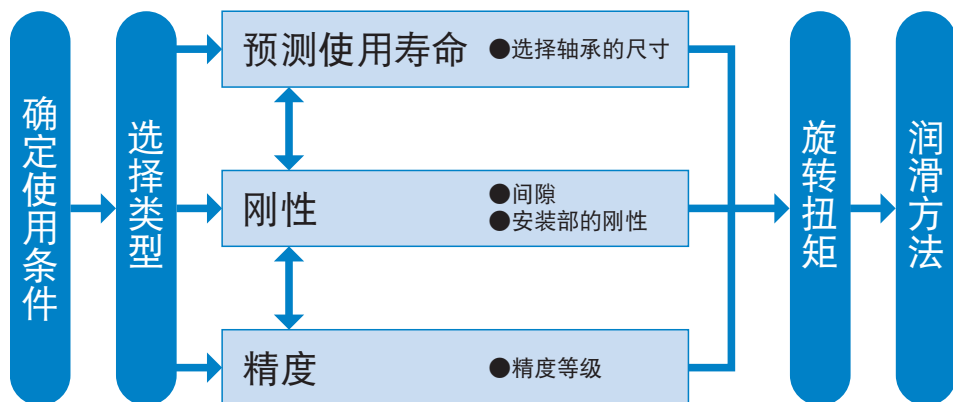 确定使用条件
选择类型
预测使用寿命 ●选择轴承的尺寸
刚性 ●间隙
●安装部的刚性
精度 ●精度等级
旋转扭矩
润滑方法